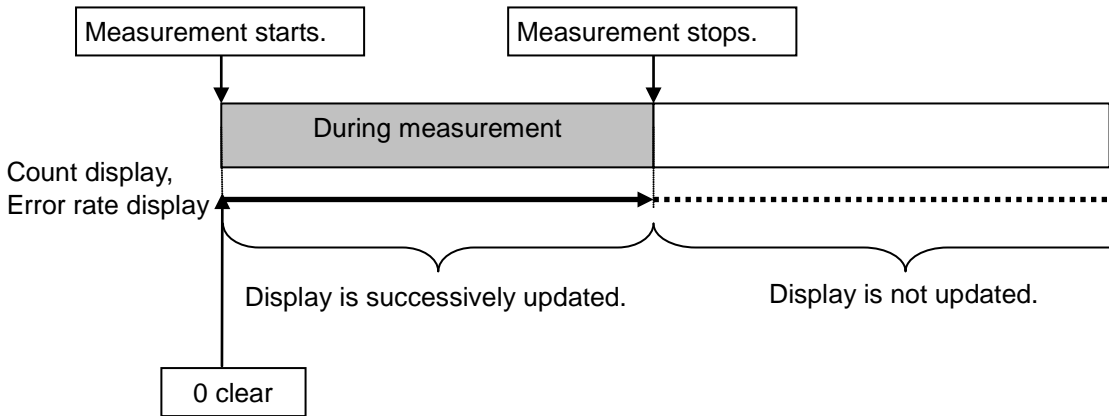 Measurement starts.
Measurement stops.
During measurement
Count display,
Error rate display
Display is successively updated.
Display is not updated.
0 clear